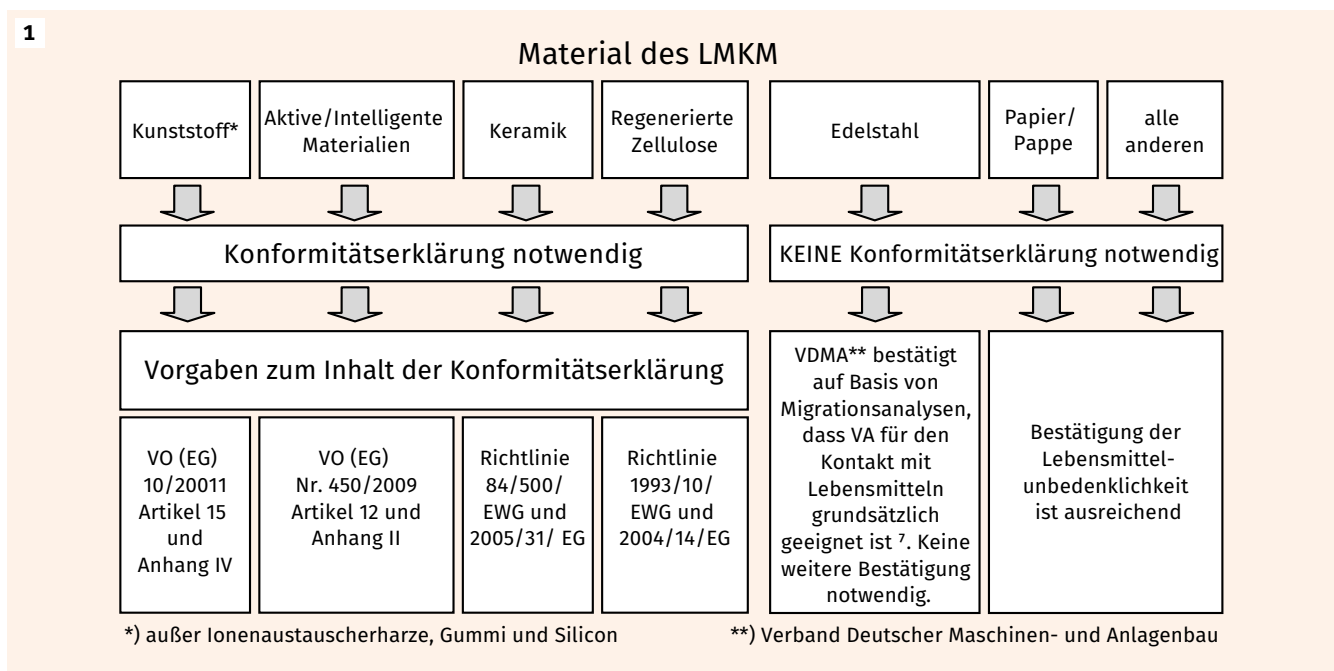 1
Material des LMKM
Kunststoff*
Aktive/Intelligente
Materialien
Keramik
Regenerierte
Zellulose
Edelstahl
Papier/
Pappe
alle
anderen
Konformitätserklärung notwendig
KEINE Konformitätserklärung notwendig
Vorgaben zum Inhalt der Konformitätserklärung
VO (EG)
10/20011
Artikel 15
und
Anhang IV
VO (EG)
Nr. 450/2009
Artikel 12 und
Anhang II
Richtlinie
84/500/
EWG und
2005/31/ EG
Richtlinie
1993/10/
EWG und
2004/14/EG
VDMA** bestätigt
auf Basis von
Migrationsanalysen,
dass VA für den
Kontakt mit
Lebensmitteln
grundsätzlich
geeignet ist ⁷. Keine
weitere Bestätigung
notwendig.
Bestätigung der
Lebensmittel-
unbedenklichkeit
ist ausreichend
*) außer Ionenaustauscherharze, Gummi und Silicon
**) Verband Deutscher Maschinen- und Anlagenbau